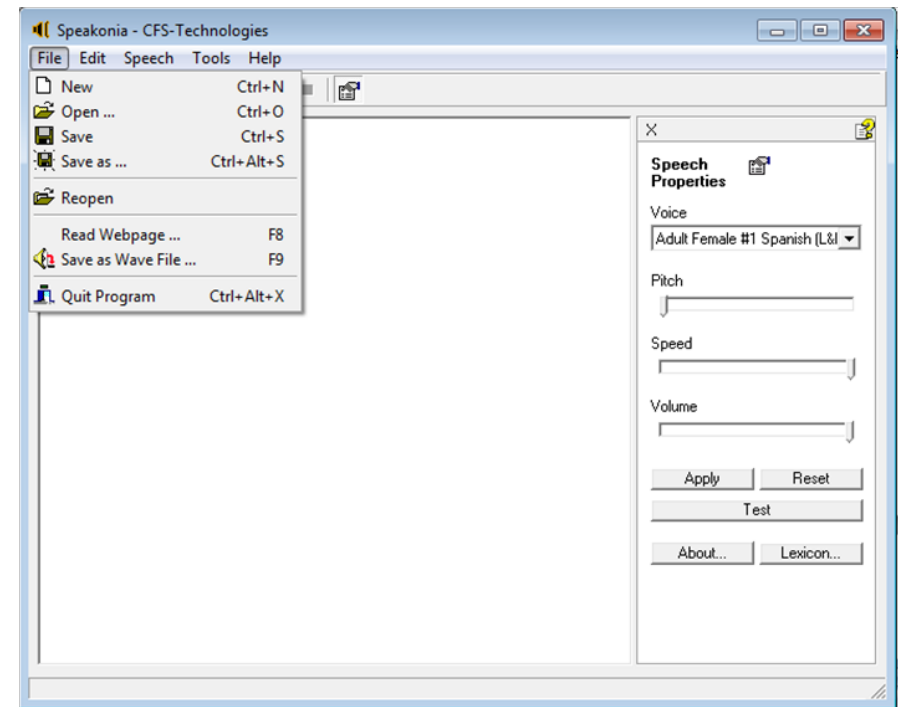 Speakonia - CFS-Technologies
File Edit Speech Tools Help
New Ctrl+N
Open ... Ctrl+O
Save Ctrl+S
Save as ... Ctrl+Alt+S
Reopen
Read Webpage ... F8
Save as Wave File ... F9
Quit Program Ctrl+Alt+X
X
Speech
Properties
Voice
Adult Female #1 Spanish (L&
Pitch
Speed
Volume
Apply Reset
Test
About... Lexicon...